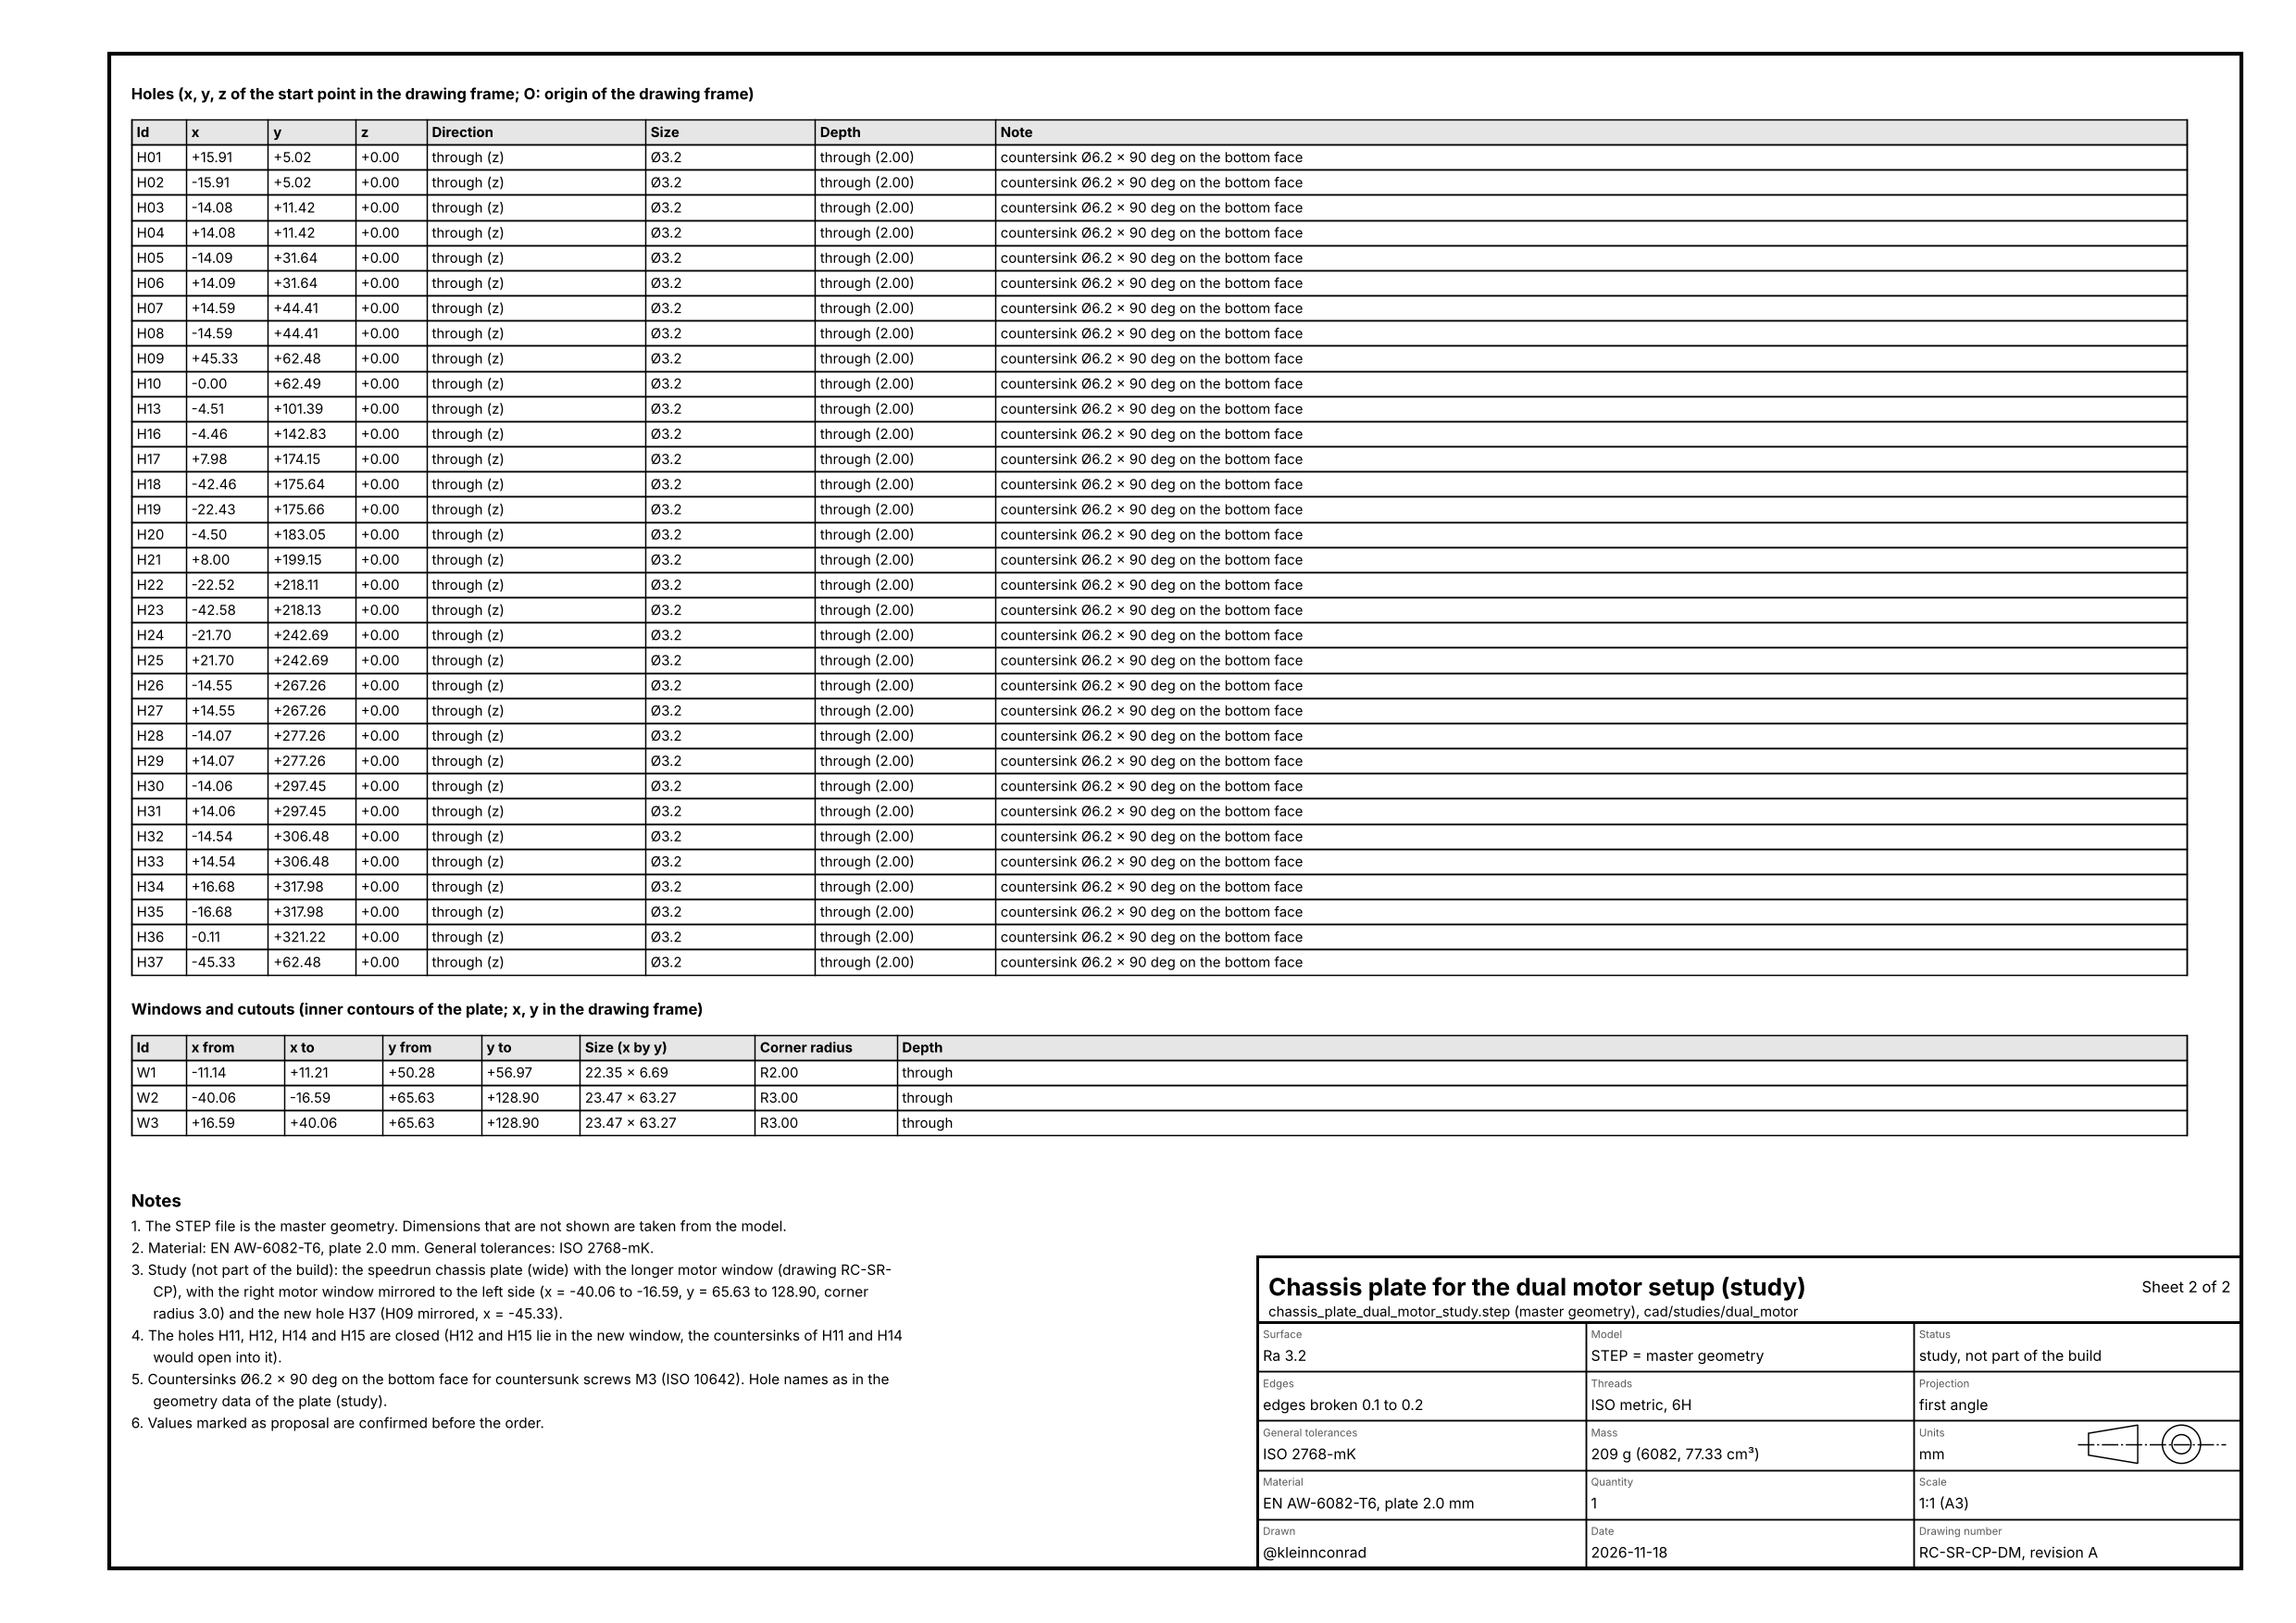 Holes (x, y, z of the start point in the drawing frame; O: origin of the drawing frame)
Id x y z Direction Size Depth Note
H01 +15.91 +5.02 +0.00 through (z) Ø3.2 through (2.00) countersink Ø6.2 × 90 deg on the bottom face
H02 -15.91 +5.02 +0.00 through (z) Ø3.2 through (2.00) countersink Ø6.2 × 90 deg on the bottom face
H03 -14.08 +11.42 +0.00 through (z) Ø3.2 through (2.00) countersink Ø6.2 × 90 deg on the bottom face
H04 +14.08 +11.42 +0.00 through (z) Ø3.2 through (2.00) countersink Ø6.2 × 90 deg on the bottom face
H05 -14.09 +31.64 +0.00 through (z) Ø3.2 through (2.00) countersink Ø6.2 × 90 deg on the bottom face
H06 +14.09 +31.64 +0.00 through (z) Ø3.2 through (2.00) countersink Ø6.2 × 90 deg on the bottom face
H07 +14.59 +44.41 +0.00 through (z) Ø3.2 through (2.00) countersink Ø6.2 × 90 deg on the bottom face
H08 -14.59 +44.41 +0.00 through (z) Ø3.2 through (2.00) countersink Ø6.2 × 90 deg on the bottom face
H09 +45.33 +62.48 +0.00 through (z) Ø3.2 through (2.00) countersink Ø6.2 × 90 deg on the bottom face
H10 -0.00 +62.49 +0.00 through (z) Ø3.2 through (2.00) countersink Ø6.2 × 90 deg on the bottom face
H13 -4.51 +101.39 +0.00 through (z) Ø3.2 through (2.00) countersink Ø6.2 × 90 deg on the bottom face
H16 -4.46 +142.83 +0.00 through (z) Ø3.2 through (2.00) countersink Ø6.2 × 90 deg on the bottom face
H17 +7.98 +174.15 +0.00 through (z) Ø3.2 through (2.00) countersink Ø6.2 × 90 deg on the bottom face
H18 -42.46 +175.64 +0.00 through (z) Ø3.2 through (2.00) countersink Ø6.2 × 90 deg on the bottom face
H19 -22.43 +175.66 +0.00 through (z) Ø3.2 through (2.00) countersink Ø6.2 × 90 deg on the bottom face
H20 -4.50 +183.05 +0.00 through (z) Ø3.2 through (2.00) countersink Ø6.2 × 90 deg on the bottom face
H21 +8.00 +199.15 +0.00 through (z) Ø3.2 through (2.00) countersink Ø6.2 × 90 deg on the bottom face
H22 -22.52 +218.11 +0.00 through (z) Ø3.2 through (2.00) countersink Ø6.2 × 90 deg on the bottom face
H23 -42.58 +218.13 +0.00 through (z) Ø3.2 through (2.00) countersink Ø6.2 × 90 deg on the bottom face
H24 -21.70 +242.69 +0.00 through (z) Ø3.2 through (2.00) countersink Ø6.2 × 90 deg on the bottom face
H25 +21.70 +242.69 +0.00 through (z) Ø3.2 through (2.00) countersink Ø6.2 × 90 deg on the bottom face
H26 -14.55 +267.26 +0.00 through (z) Ø3.2 through (2.00) countersink Ø6.2 × 90 deg on the bottom face
H27 +14.55 +267.26 +0.00 through (z) Ø3.2 through (2.00) countersink Ø6.2 × 90 deg on the bottom face
H28 -14.07 +277.26 +0.00 through (z) Ø3.2 through (2.00) countersink Ø6.2 × 90 deg on the bottom face
H29 +14.07 +277.26 +0.00 through (z) Ø3.2 through (2.00) countersink Ø6.2 × 90 deg on the bottom face
H30 -14.06 +297.45 +0.00 through (z) Ø3.2 through (2.00) countersink Ø6.2 × 90 deg on the bottom face
H31 +14.06 +297.45 +0.00 through (z) Ø3.2 through (2.00) countersink Ø6.2 × 90 deg on the bottom face
H32 -14.54 +306.48 +0.00 through (z) Ø3.2 through (2.00) countersink Ø6.2 × 90 deg on the bottom face
H33 +14.54 +306.48 +0.00 through (z) Ø3.2 through (2.00) countersink Ø6.2 × 90 deg on the bottom face
H34 +16.68 +317.98 +0.00 through (z) Ø3.2 through (2.00) countersink Ø6.2 × 90 deg on the bottom face
H35 -16.68 +317.98 +0.00 through (z) Ø3.2 through (2.00) countersink Ø6.2 × 90 deg on the bottom face
H36 -0.11 +321.22 +0.00 through (z) Ø3.2 through (2.00) countersink Ø6.2 × 90 deg on the bottom face
H37 -45.33 +62.48 +0.00 through (z) Ø3.2 through (2.00) countersink Ø6.2 × 90 deg on the bottom face
Windows and cutouts (inner contours of the plate; x, y in the drawing frame)
Id x from x to y from y to Size (x by y) Corner radius Depth
W1 -11.14 +11.21 +50.28 +56.97 22.35 × 6.69 R2.00 through
W2 -40.06 -16.59 +65.63 +128.90 23.47 × 63.27 R3.00 through
W3 +16.59 +40.06 +65.63 +128.90 23.47 × 63.27 R3.00 through
Notes
1. The STEP file is the master geometry. Dimensions that are not shown are taken from the model.
2. Material: EN AW-6082-T6, plate 2.0 mm. General tolerances: ISO 2768-mK.
3. Study (not part of the build): the speedrun chassis plate (wide) with the longer motor window (drawing RC-SR-
CP), with the right motor window mirrored to the left side (x = -40.06 to -16.59, y = 65.63 to 128.90, corner
radius 3.0) and the new hole H37 (H09 mirrored, x = -45.33).
4. The holes H11, H12, H14 and H15 are closed (H12 and H15 lie in the new window, the countersinks of H11 and H14
would open into it).
5. Countersinks Ø6.2 × 90 deg on the bottom face for countersunk screws M3 (ISO 10642). Hole names as in the
geometry data of the plate (study).
6. Values marked as proposal are confirmed before the order.
Chassis plate for the dual motor setup (study) Sheet 2 of 2
chassis_plate_dual_motor_study.step (master geometry), cad/studies/dual_motor
Surface Model Status
Ra 3.2 STEP = master geometry study, not part of the build
Edges Threads Projection
edges broken 0.1 to 0.2 ISO metric, 6H first angle
General tolerances Mass Units
ISO 2768-mK 209 g (6082, 77.33 cm³) mm
Material Quantity Scale
EN AW-6082-T6, plate 2.0 mm 1 1:1 (A3)
Drawn Date Drawing number
@kleinnconrad 2026-11-18 RC-SR-CP-DM, revision A